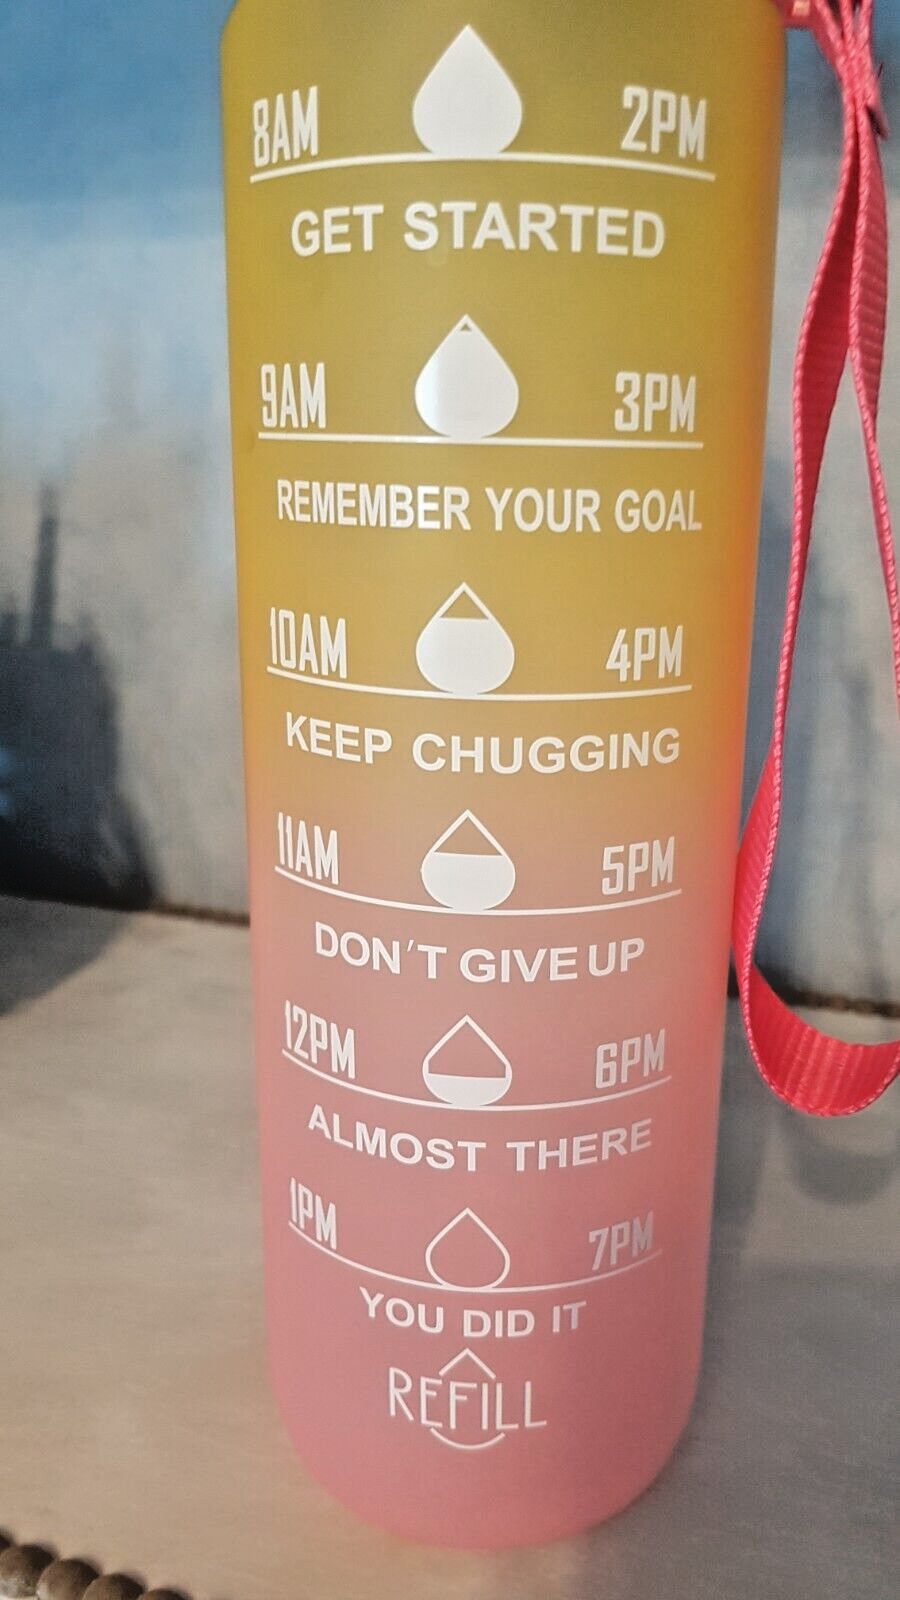 8AM 2PM
GET STARTED
9AM 3PM
REMEMBER YOUR GOAL
10AM 4PM
KEEP CHUGGING
11AM 5PM
DON'T GIVE UP
12PM 6PM
ALMOST THERE
1PM 7PM
YOU DID IT
REFILL